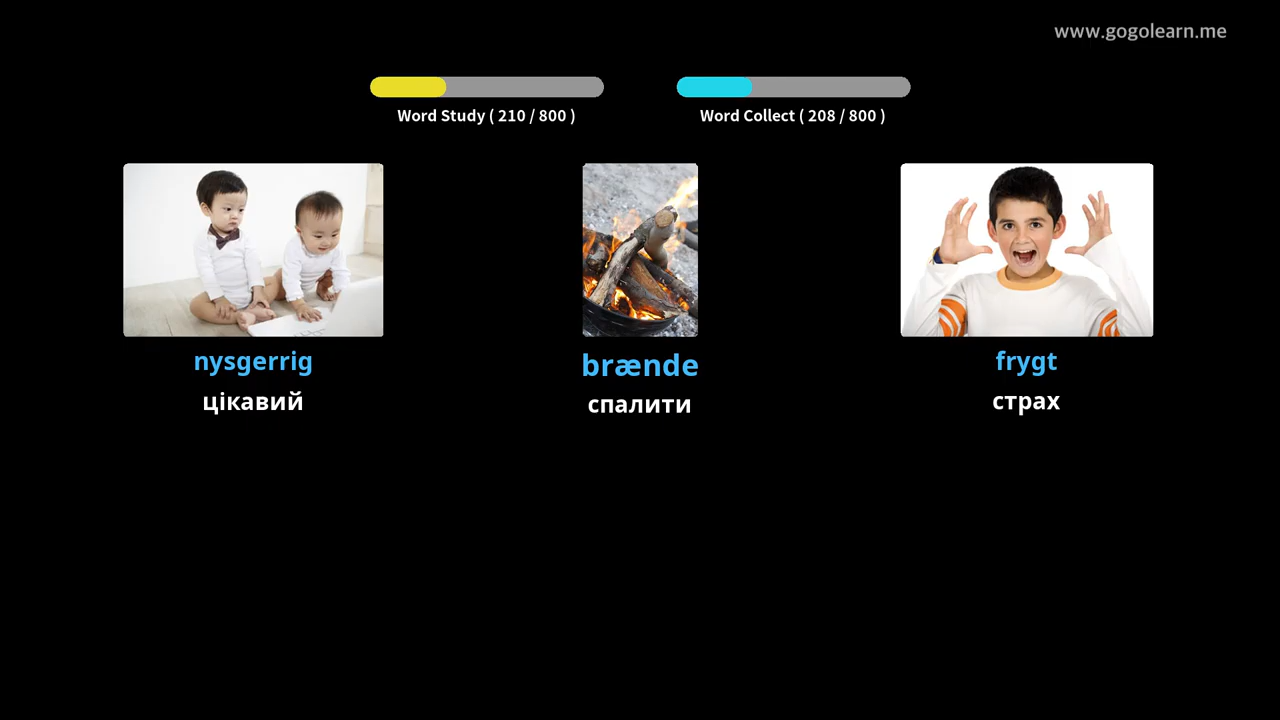 www.gogolearn.me
Word Study ( 210 / 800 )
Word Collect ( 208 / 800 )
nysgerrig
цікавий
brænde
спалити
frygt
страх